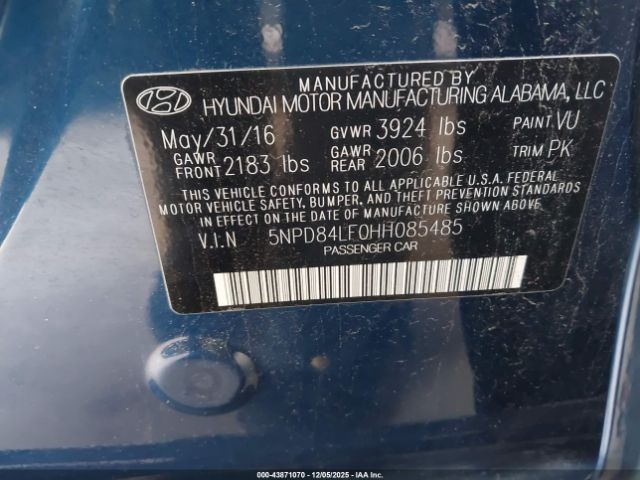 MANUFACTURED BY
HYUNDAI MOTOR MANUFACTURING ALABAMA, LLC
May/31/16 GVWR 3924 lbs PAINT VU
GAWR FRONT 2183 lbs GAWR REAR 2006 lbs TRIM PK
THIS VEHICLE CONFORMS TO ALL APPLICABLE U.S.A. FEDERAL
MOTOR VEHICLE SAFETY, BUMPER, AND THEFT PREVENTION STANDARDS
IN EFFECT ON THE DATE OF MANUFACTURE SHOWN ABOVE.
V.I.N 5NPD84LF0HH085485
PASSENGER CAR
00-43871070 • 12/05/2025 • IAA Inc.